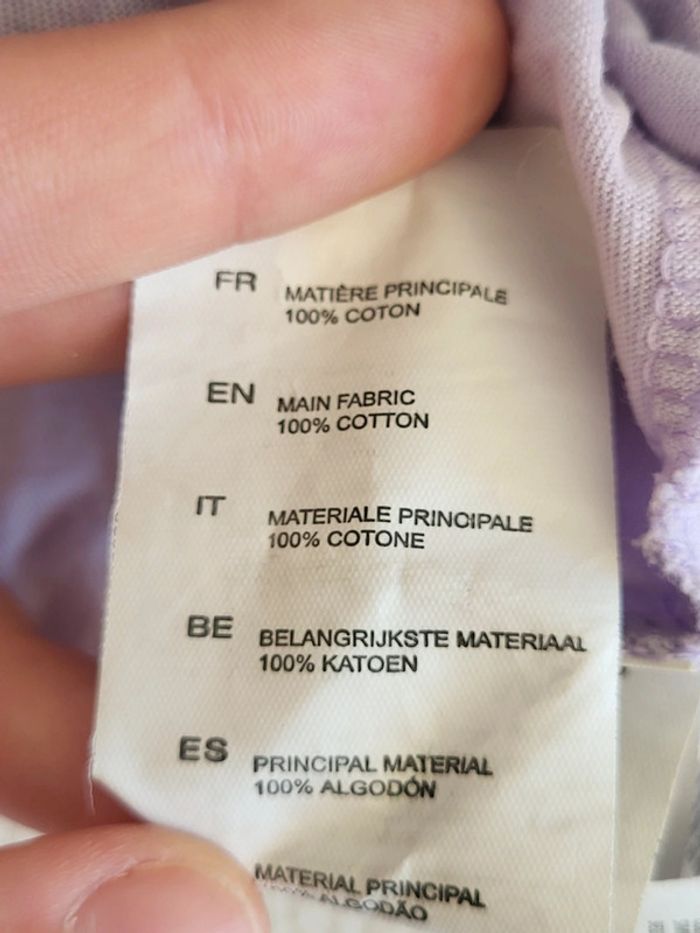 FR
MATIÈRE PRINCIPALE
100% COTON
EN
MAIN FABRIC
100% COTTON
IT
MATERIALE PRINCIPALE
100% COTONE
BE
BELANGRIJKSTE MATERIAAL
100% KATOEN
ES
PRINCIPAL MATERIAL
100% ALGODÓN
MATERIAL PRINCIPAL
100% ALGODÃO